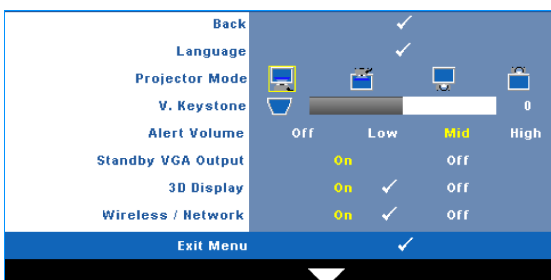 Back
Language
Projector Mode
V. Keystone 0
Alert Volume Off Low Mid High
Standby VGA Output On Off
3D Display On Off
Wireless / Network On Off
Exit Menu